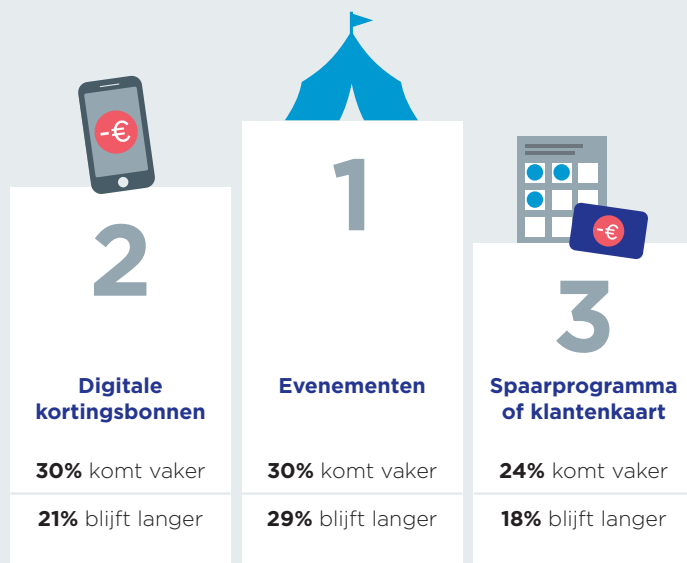 -€
2
Digitale
kortingsbonnen
30% komt vaker
21% blijft langer
1
Evenementen
30% komt vaker
29% blijft langer
-€
3
Spaarprogramma
of klantenkaart
24% komt vaker
18% blijft langer